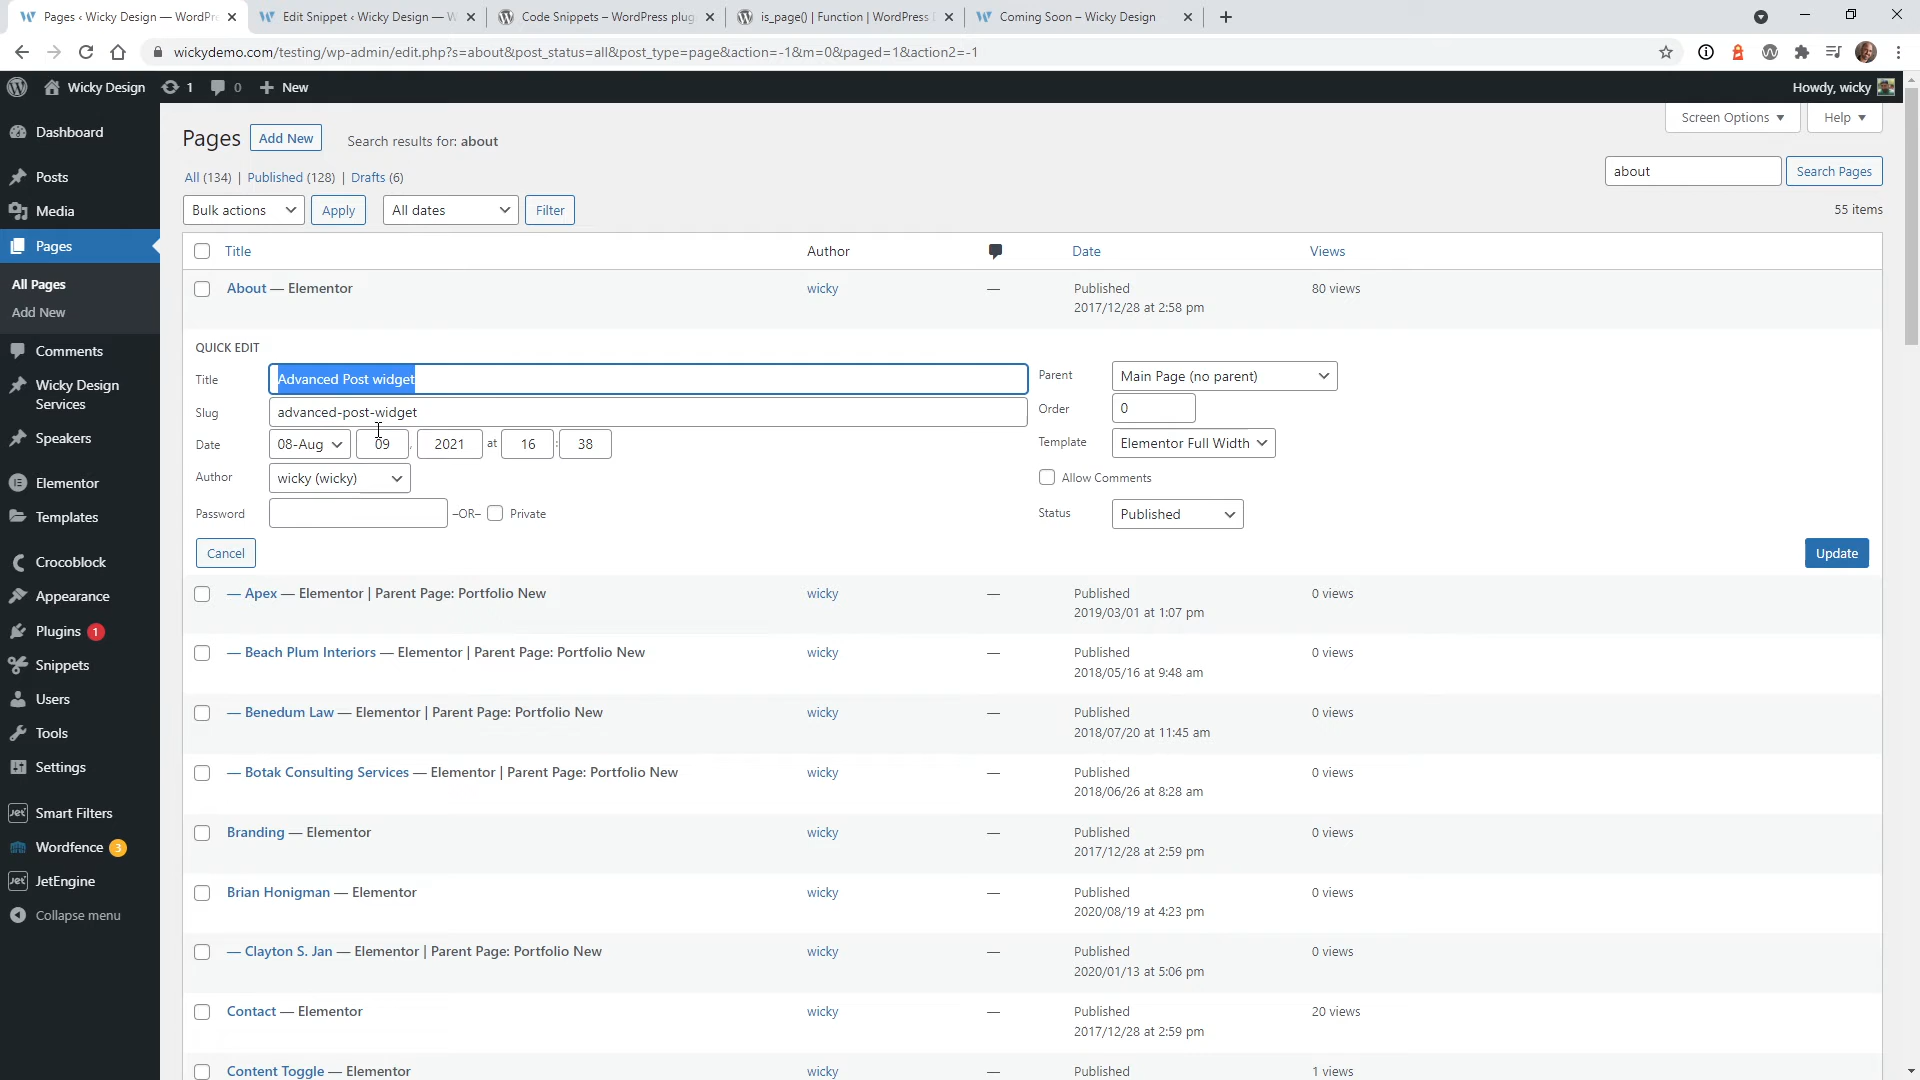 Pages ‹ Wicky Design — WordPre
Edit Snippet ‹ Wicky Design — W
Code Snippets – WordPress plug
is_page() | Function | WordPress D
Coming Soon – Wicky Design
wickydemo.com/testing/wp-admin/edit.php?s=about&post_status=all&post_type=page&action=-1&m=0&paged=1&action2=-1
Wicky Design
1
0
New
Howdy, wicky
Dashboard
Posts
Media
Pages
All Pages
Add New
Comments
Wicky Design
Services
Speakers
Elementor
Templates
Crocoblock
Appearance
Plugins 1
Snippets
Users
Tools
Settings
Jet Smart Filters
Wordfence 3
Jet JetEngine
Collapse menu
Screen Options
Help
Pages
Add New
Search results for: about
All (134) | Published (128) | Drafts (6)
about
Search Pages
Bulk actions
Apply
All dates
Filter
55 items
Title
Author
Date
Views
About — Elementor
wicky
—
Published
2017/12/28 at 2:58 pm
80 views
QUICK EDIT
Title
Advanced Post widget
Slug
advanced-post-widget
Date
08-Aug
09
,
2021
at
16
:
38
Author
wicky (wicky)
Password
–OR–
Private
Parent
Main Page (no parent)
Order
0
Template
Elementor Full Width
Allow Comments
Status
Published
Cancel
Update
— Apex — Elementor | Parent Page: Portfolio New
wicky
—
Published
2019/03/01 at 1:07 pm
0 views
— Beach Plum Interiors — Elementor | Parent Page: Portfolio New
wicky
—
Published
2018/05/16 at 9:48 am
0 views
— Benedum Law — Elementor | Parent Page: Portfolio New
wicky
—
Published
2018/07/20 at 11:45 am
0 views
— Botak Consulting Services — Elementor | Parent Page: Portfolio New
wicky
—
Published
2018/06/26 at 8:28 am
0 views
Branding — Elementor
wicky
—
Published
2017/12/28 at 2:59 pm
0 views
Brian Honigman — Elementor
wicky
—
Published
2020/08/19 at 4:23 pm
0 views
— Clayton S. Jan — Elementor | Parent Page: Portfolio New
wicky
—
Published
2020/01/13 at 5:06 pm
0 views
Contact — Elementor
wicky
—
Published
2017/12/28 at 2:59 pm
20 views
Content Toggle — Elementor
wicky
—
Published
1 views